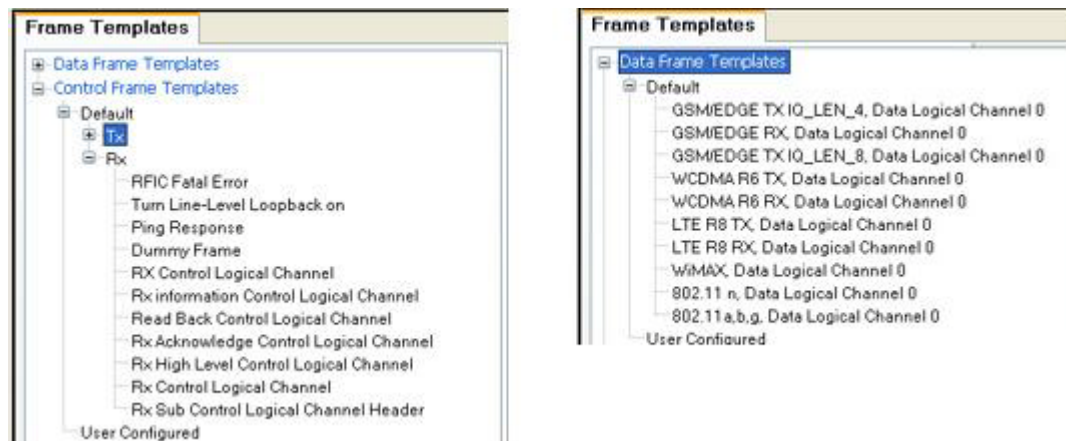 Frame Templates
Data Frame Templates
Control Frame Templates
Default
Tx
Rx
RFIC Fatal Error
Turn Line-Level Loopback on
Ping Response
Dummy Frame
RX Control Logical Channel
Rx information Control Logical Channel
Read Back Control Logical Channel
Rx Acknowledge Control Logical Channel
Rx High Level Control Logical Channel
Rx Control Logical Channel
Rx Sub Control Logical Channel Header
User Configured
Frame Templates
Data Frame Templates
Default
GSM/EDGE TX IQ_LEN_4, Data Logical Channel 0
GSM/EDGE RX, Data Logical Channel 0
GSM/EDGE TX IQ_LEN_8, Data Logical Channel 0
WCDMA R6 TX, Data Logical Channel 0
WCDMA R6 RX, Data Logical Channel 0
LTE R8 TX, Data Logical Channel 0
LTE R8 RX, Data Logical Channel 0
WiMAX, Data Logical Channel 0
802.11 n, Data Logical Channel 0
802.11a,b,g, Data Logical Channel 0
User Configured